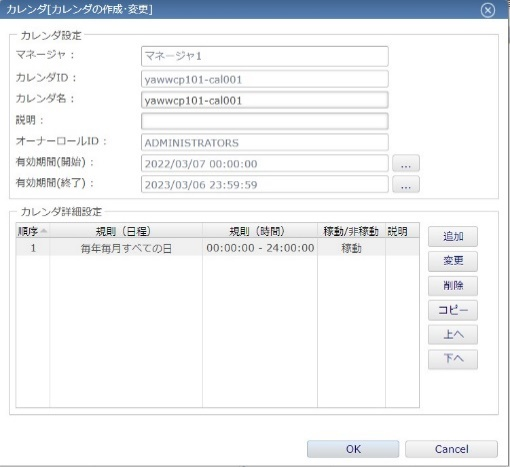 カレンダ[カレンダの作成・変更]
カレンダ設定
マネージャ： マネージャ1
カレンダID： yawwcp101-cal001
カレンダ名： yawwcp101-cal001
説明：
オーナーロールID： ADMINISTRATORS
有効期間(開始)： 2022/03/07 00:00:00 ...
有効期間(終了)： 2023/03/06 23:59:59 ...
カレンダ詳細設定
順序 規則（日程） 規則（時間） 稼動/非稼動 説明
1 毎年毎月すべての日 00:00:00 - 24:00:00 稼動
追加
変更
削除
コピー
上へ
下へ
OK Cancel